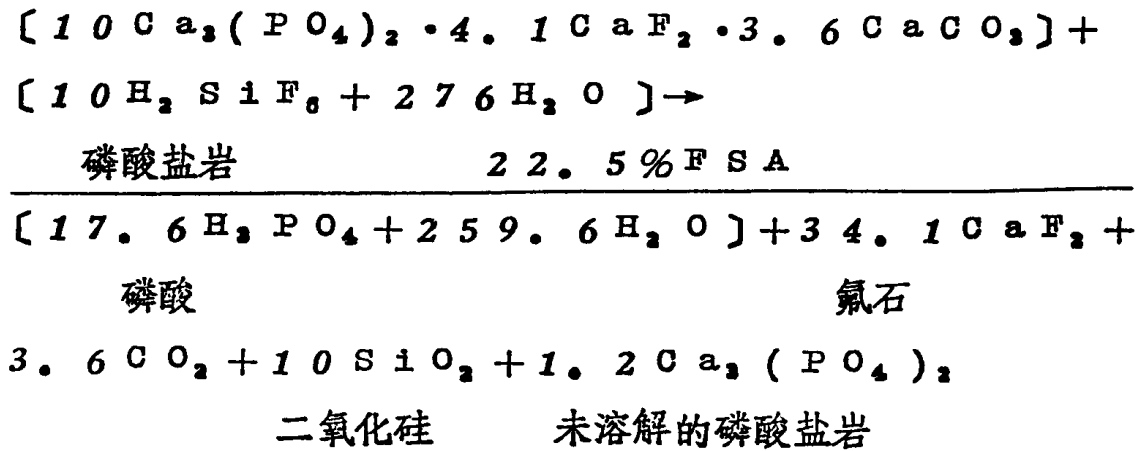 〔10Ca₃(PO₄)₂·4.1CaF₂·3.6CaCO₃〕+
〔10H₂SiF₆+276H₂O〕→
磷酸盐岩 22.5%FSA
〔17.6H₃PO₄+259.6H₂O〕+34.1CaF₂+
磷酸 氟石
3.6CO₂+10SiO₂+1.2Ca₃(PO₄)₂
二氧化硅 未溶解的磷酸盐岩